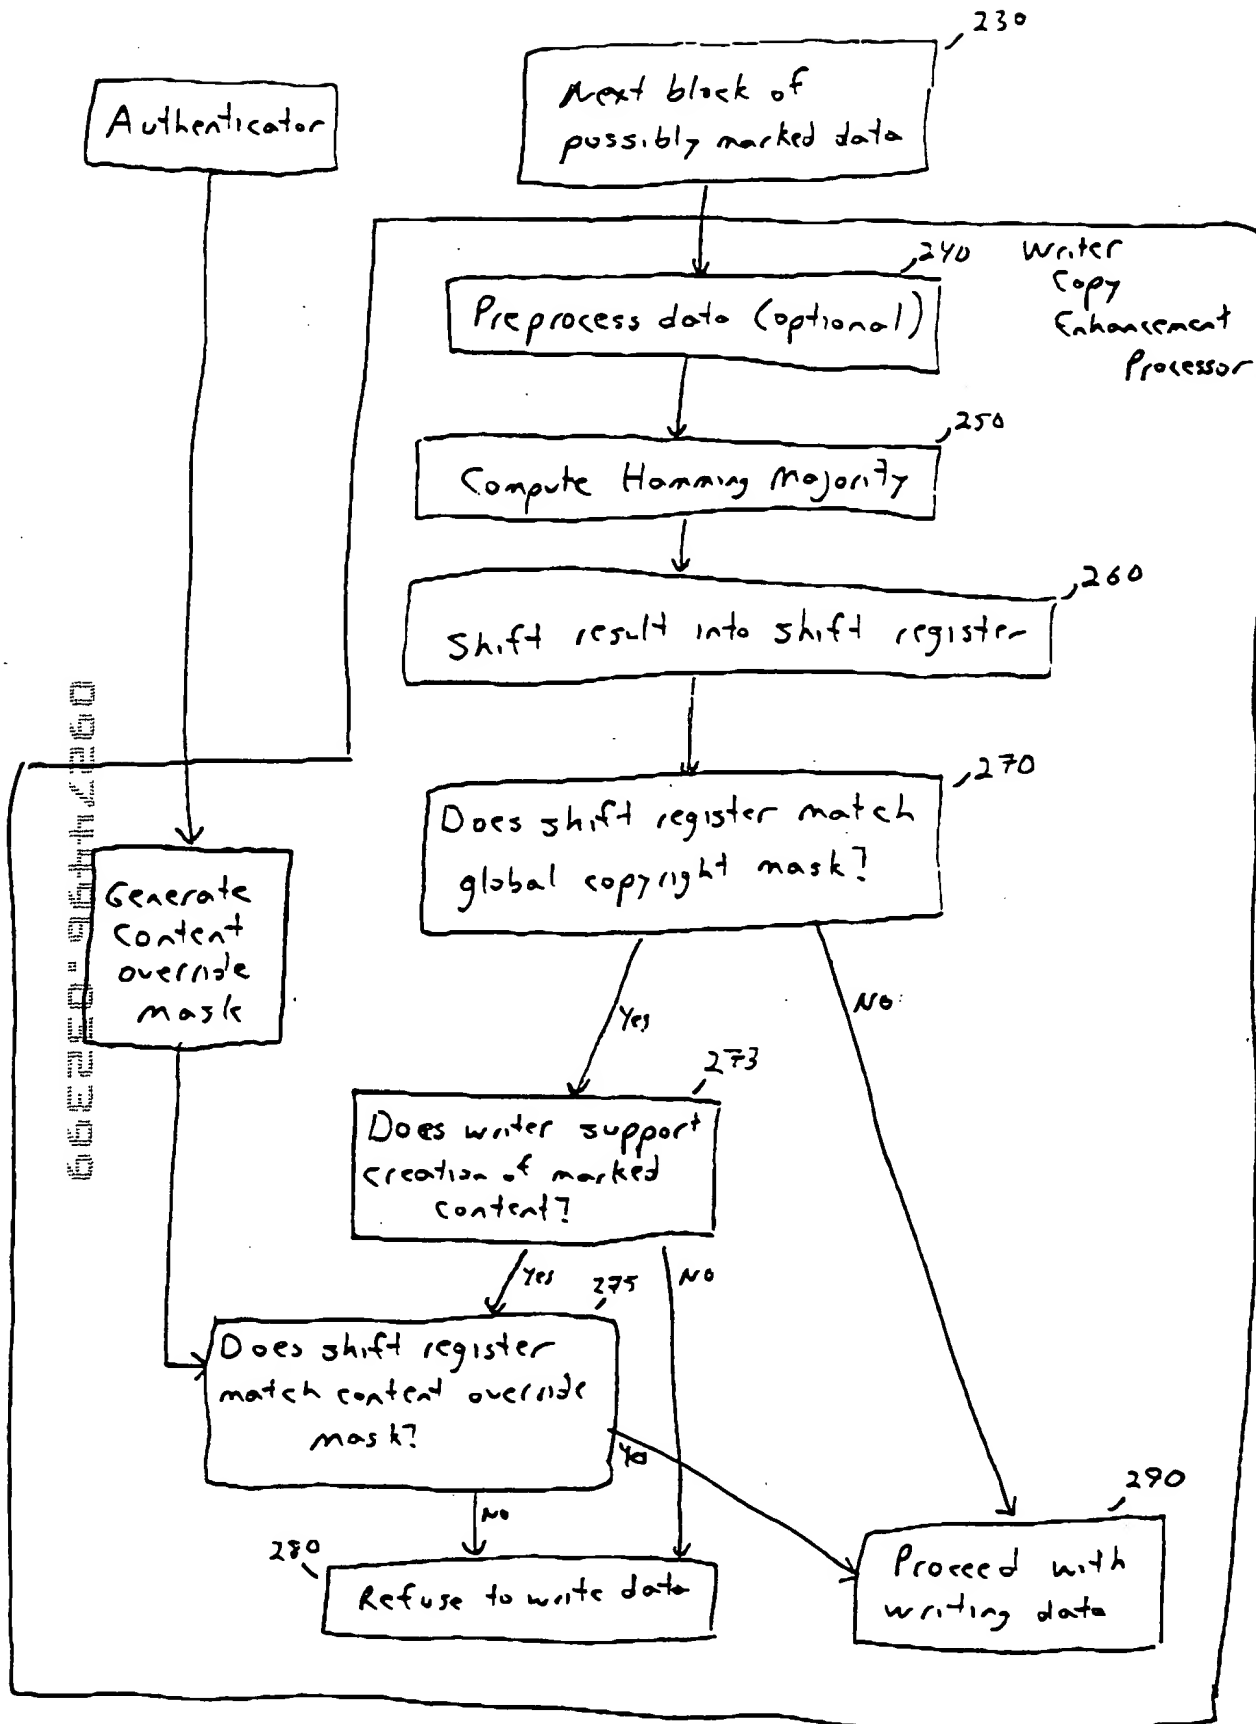 230
Next block of
possibly marked data
Authenticator
240
Writer
Copy
Enhancement
Processor
Preprocess data (optional)
250
Compute Hamming Majority
260
Shift result into shift register
270
Does shift register match
global copyright mask?
Generate
Content
override
mask
Yes
NO
273
Does writer support
creation of marked
content?
Yes
NO
275
Does shift register
match content override
mask?
NO
280
Refuse to write data
290
Proceed with
writing data